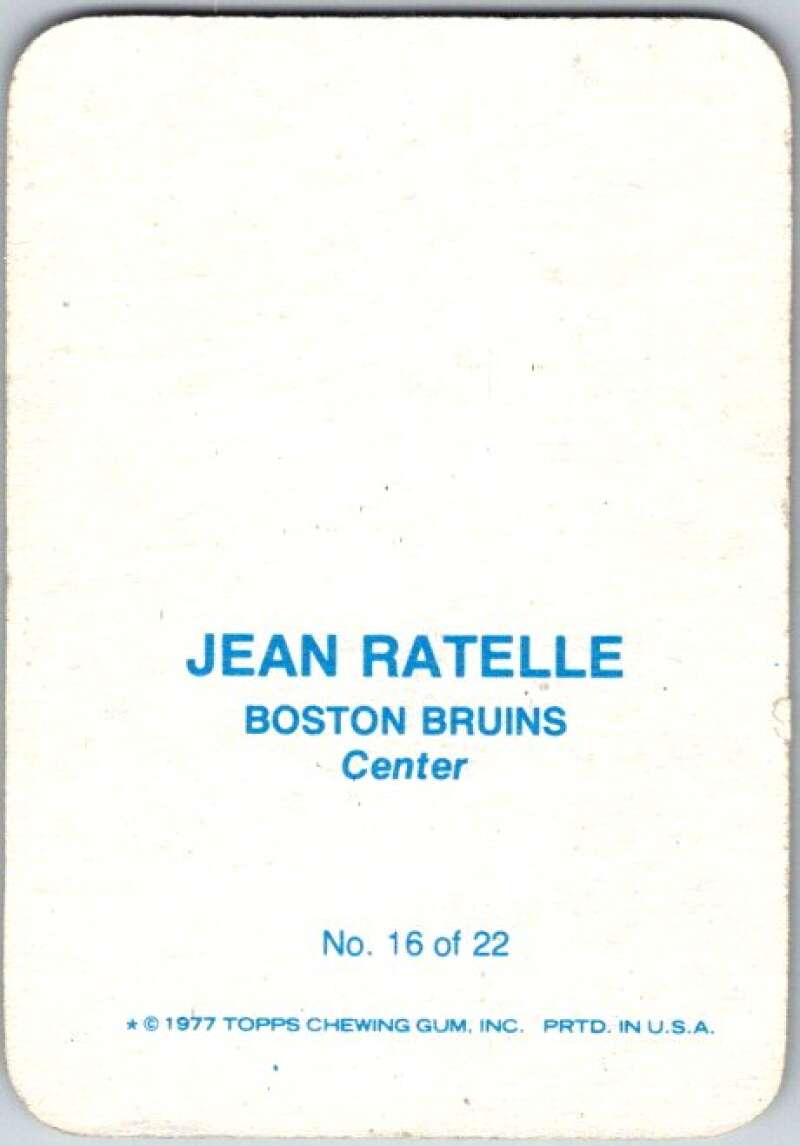 JEAN RATELLE
BOSTON BRUINS
Center
No. 16 of 22
* © 1977 TOPPS CHEWING GUM, INC. PRTD. IN U.S.A.